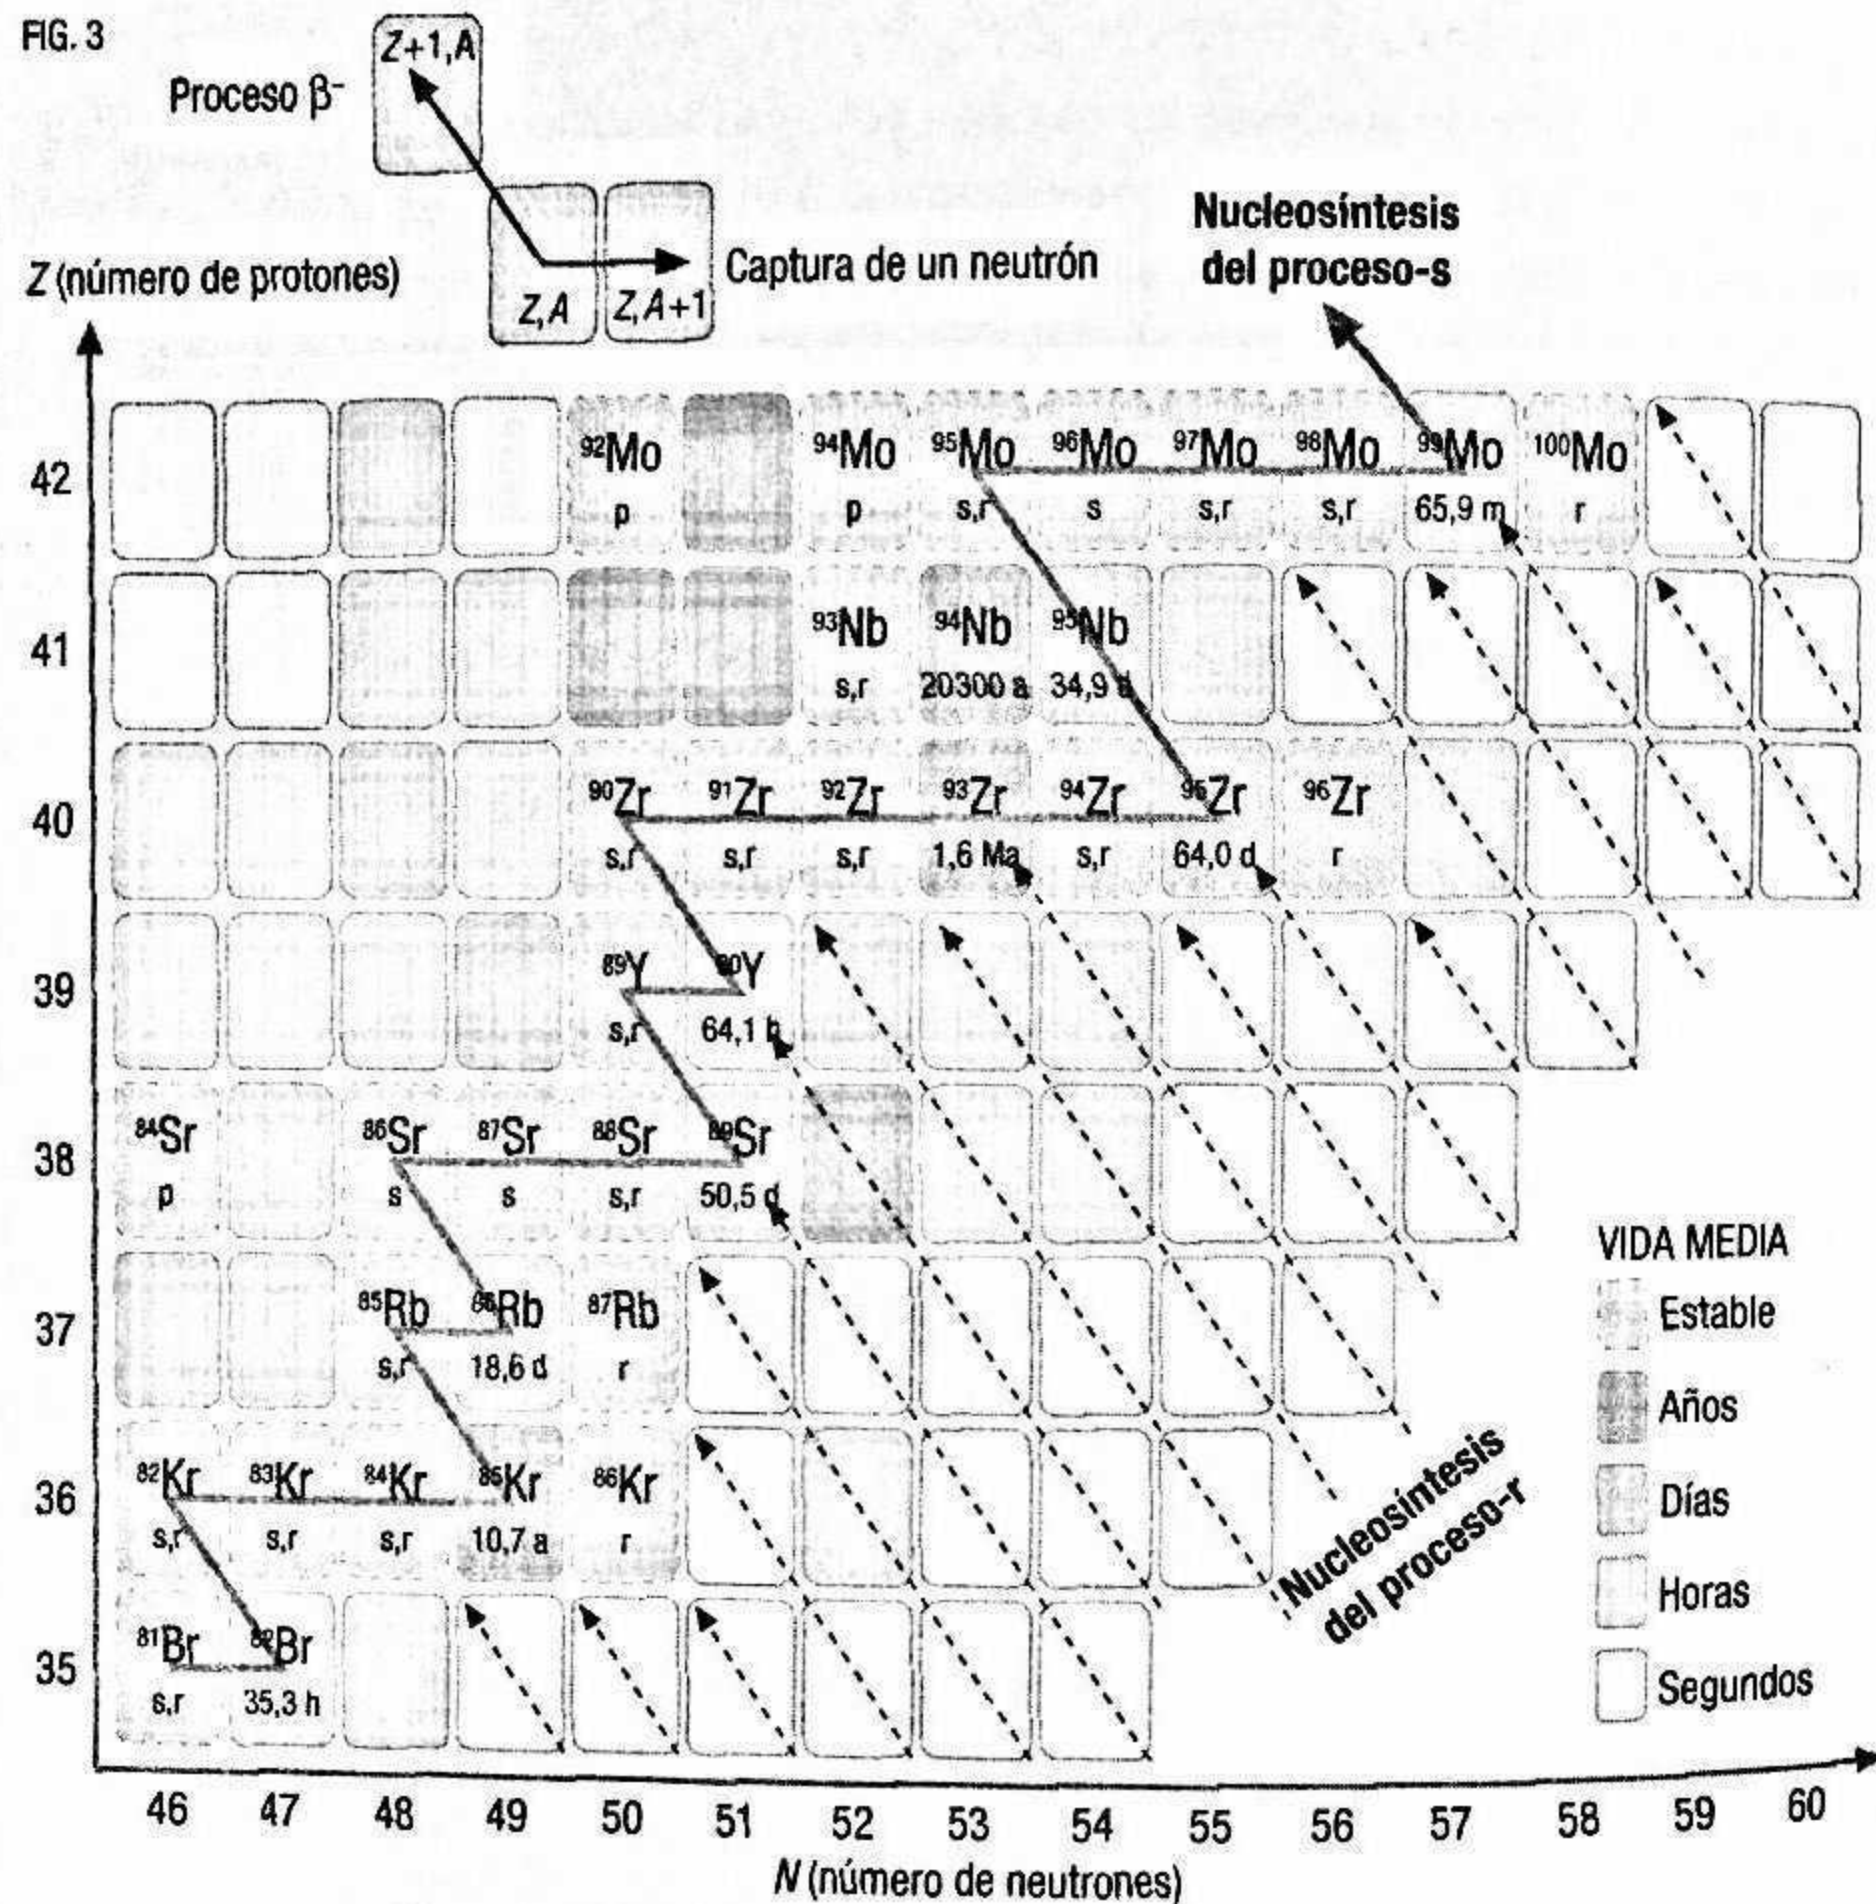 FIG. 3
Z+1,A
Proceso β⁻
Z,A Z,A+1
Captura de un neutrón
Z (número de protones)
Nucleosíntesis
del proceso-s
42
⁹²Mo ⁹⁴Mo ⁹⁵Mo ⁹⁶Mo ⁹⁷Mo ⁹⁸Mo ⁹⁹Mo ¹⁰⁰Mo
p p s,r s s,r s,r 65,9 m r
41
⁹³Nb ⁹⁴Nb ⁹⁵Nb
s,r 20300 a 34,9 d
40
⁹⁰Zr ⁹¹Zr ⁹²Zr ⁹³Zr ⁹⁴Zr ⁹⁵Zr ⁹⁶Zr
s,r s,r s,r 1,6 Ma s,r 64,0 d r
39
⁸⁹Y ⁹⁰Y
s,r 64,1 h
38
⁸⁴Sr ⁸⁶Sr ⁸⁷Sr ⁸⁸Sr ⁸⁹Sr
p s s s,r 50,5 d
37
⁸⁵Rb ⁸⁶Rb ⁸⁷Rb
s,r 18,6 d r
36
⁸²Kr ⁸³Kr ⁸⁴Kr ⁸⁵Kr ⁸⁶Kr
s,r s,r s,r 10,7 a r
35
⁸¹Br ⁸²Br
s,r 35,3 h
Nucleosíntesis
del proceso-r
VIDA MEDIA
Estable
Años
Días
Horas
Segundos
46 47 48 49 50 51 52 53 54 55 56 57 58 59 60
N (número de neutrones)